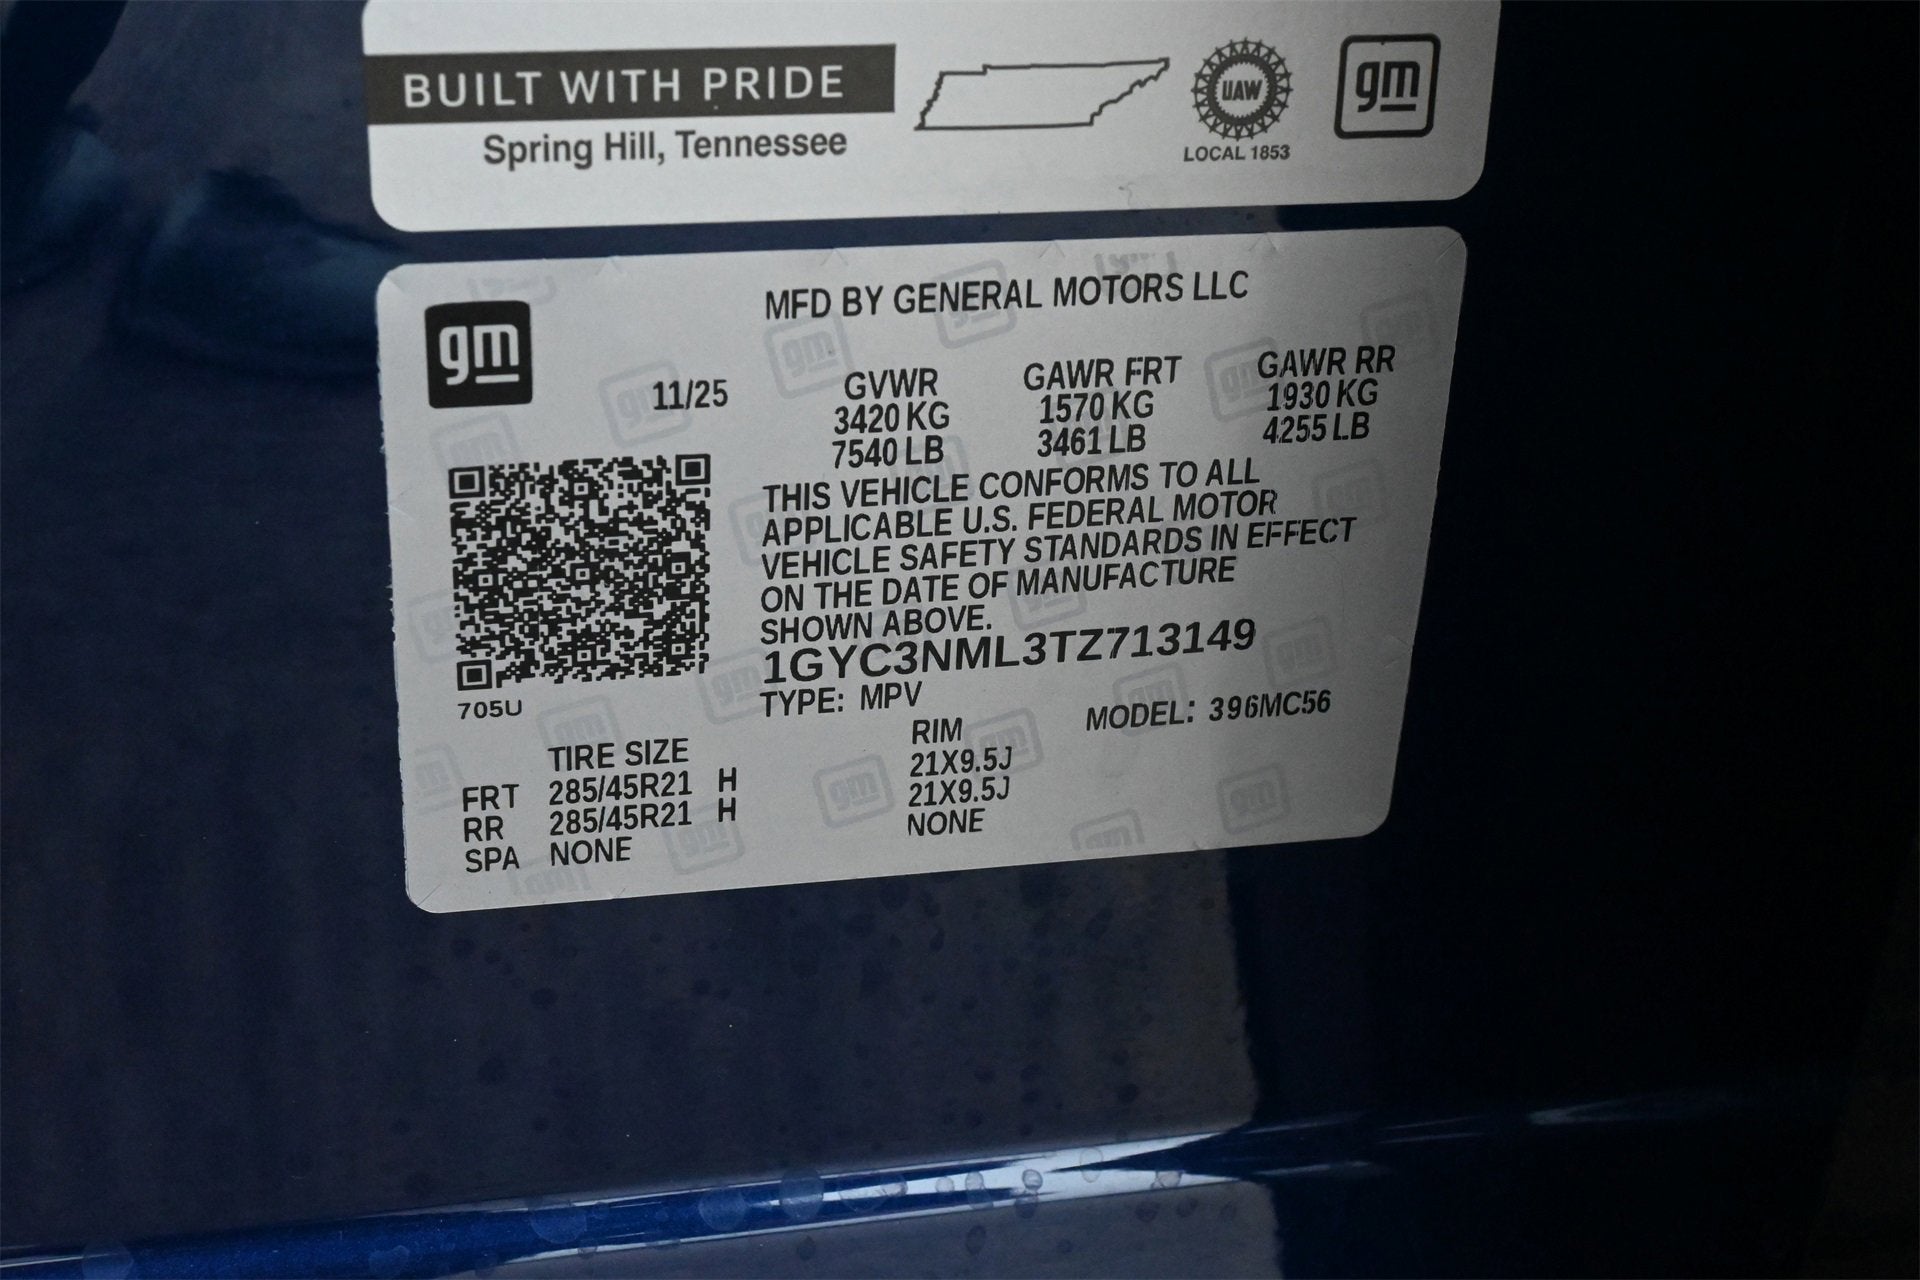 BUILT WITH PRIDE
Spring Hill, Tennessee
UAW
LOCAL 1853
gm
gm
MFD BY GENERAL MOTORS LLC
11/25
GVWR GAWR FRT GAWR RR
3420 KG 1570 KG 1930 KG
7540 LB 3461 LB 4255 LB
THIS VEHICLE CONFORMS TO ALL
APPLICABLE U.S. FEDERAL MOTOR
VEHICLE SAFETY STANDARDS IN EFFECT
ON THE DATE OF MANUFACTURE
SHOWN ABOVE.
1GYC3NML3TZ713149
705U
TYPE: MPV
MODEL: 396MC56
TIRE SIZE RIM
FRT 285/45R21 H 21X9.5J
RR 285/45R21 H 21X9.5J
SPA NONE NONE